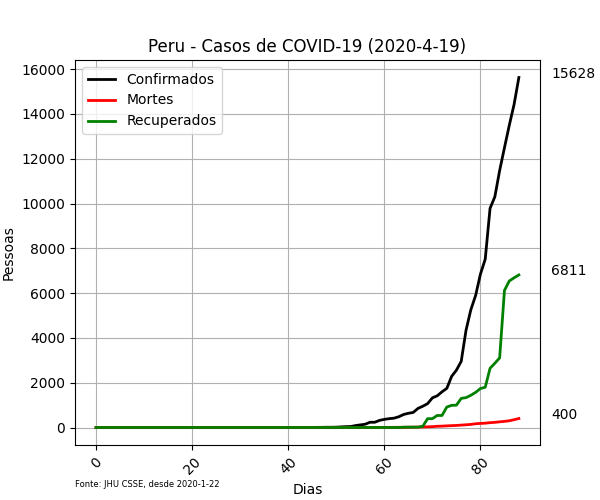 Peru - Casos de COVID-19 (2020-4-19)
Confirmados
Mortes
Recuperados
Pessoas
16000
14000
12000
10000
8000
6000
4000
2000
0
15628
6811
400
0
20
40
60
80
Dias
Fonte: JHU CSSE, desde 2020-1-22